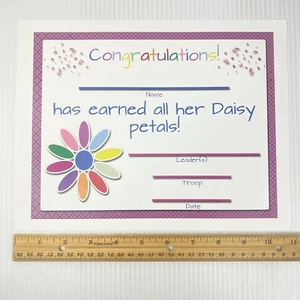 Congratulations!
Name
has earned all her Daisy
petals!
Leader(s)
Troop
Date